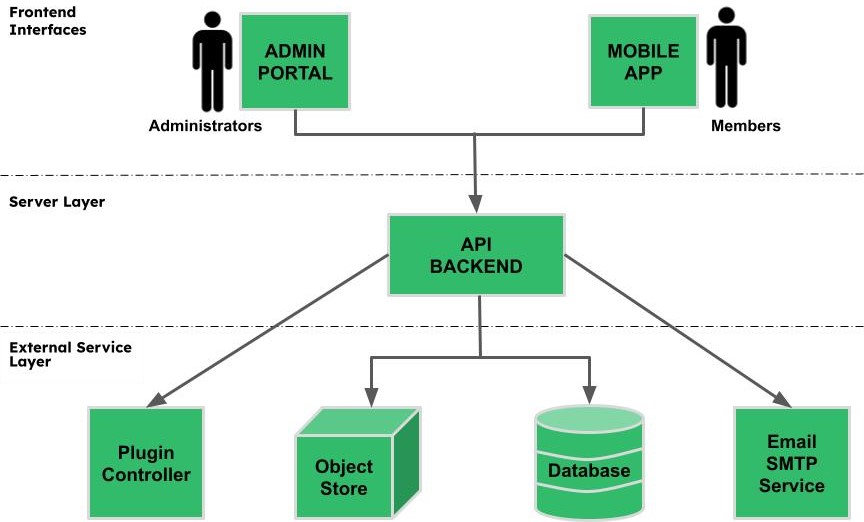 Frontend
Interfaces
ADMIN
PORTAL
MOBILE
APP
Administrators
Members
Server Layer
API
BACKEND
External Service
Layer
Plugin
Controller
Object
Store
Database
Email
SMTP
Service